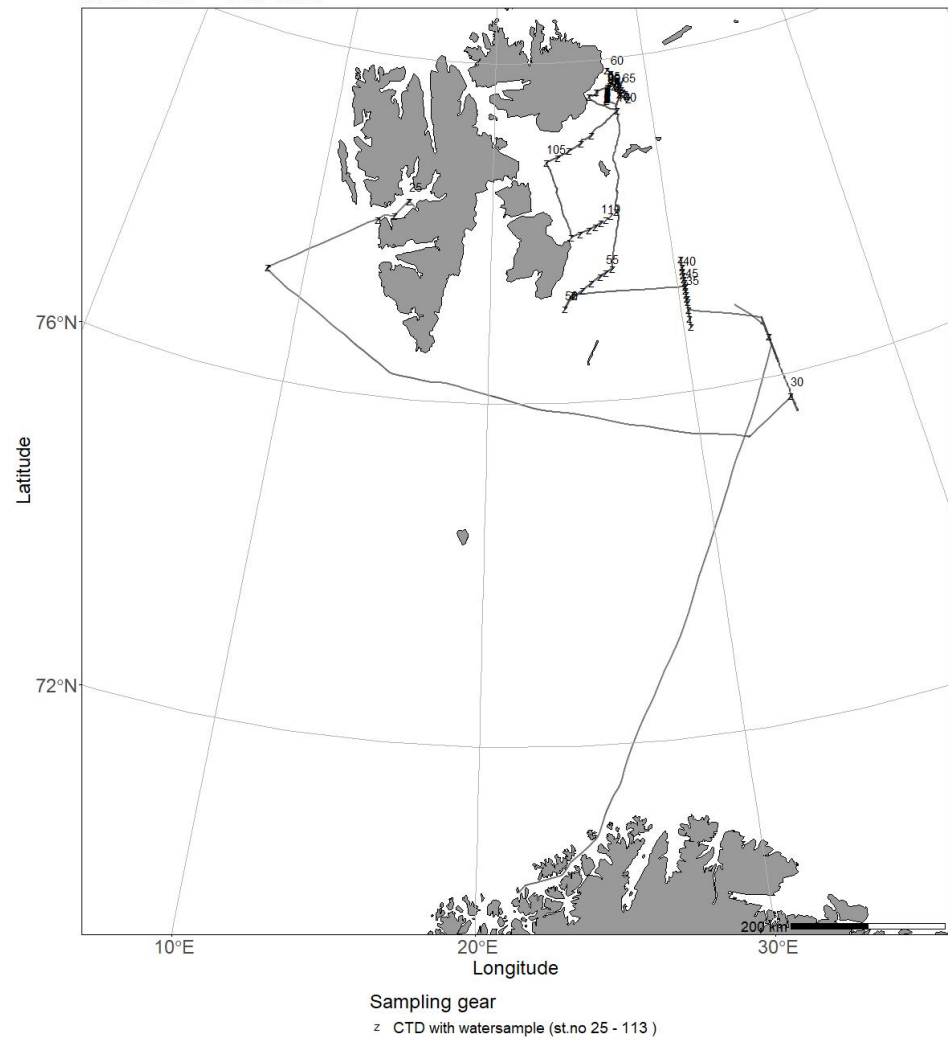 60
65
105
25
110
55
40
45
35
50
76°N
30
Latitude
72°N
200 km
10°E
20°E
30°E
Longitude
Sampling gear
z CTD with watersample (st.no 25 - 113 )